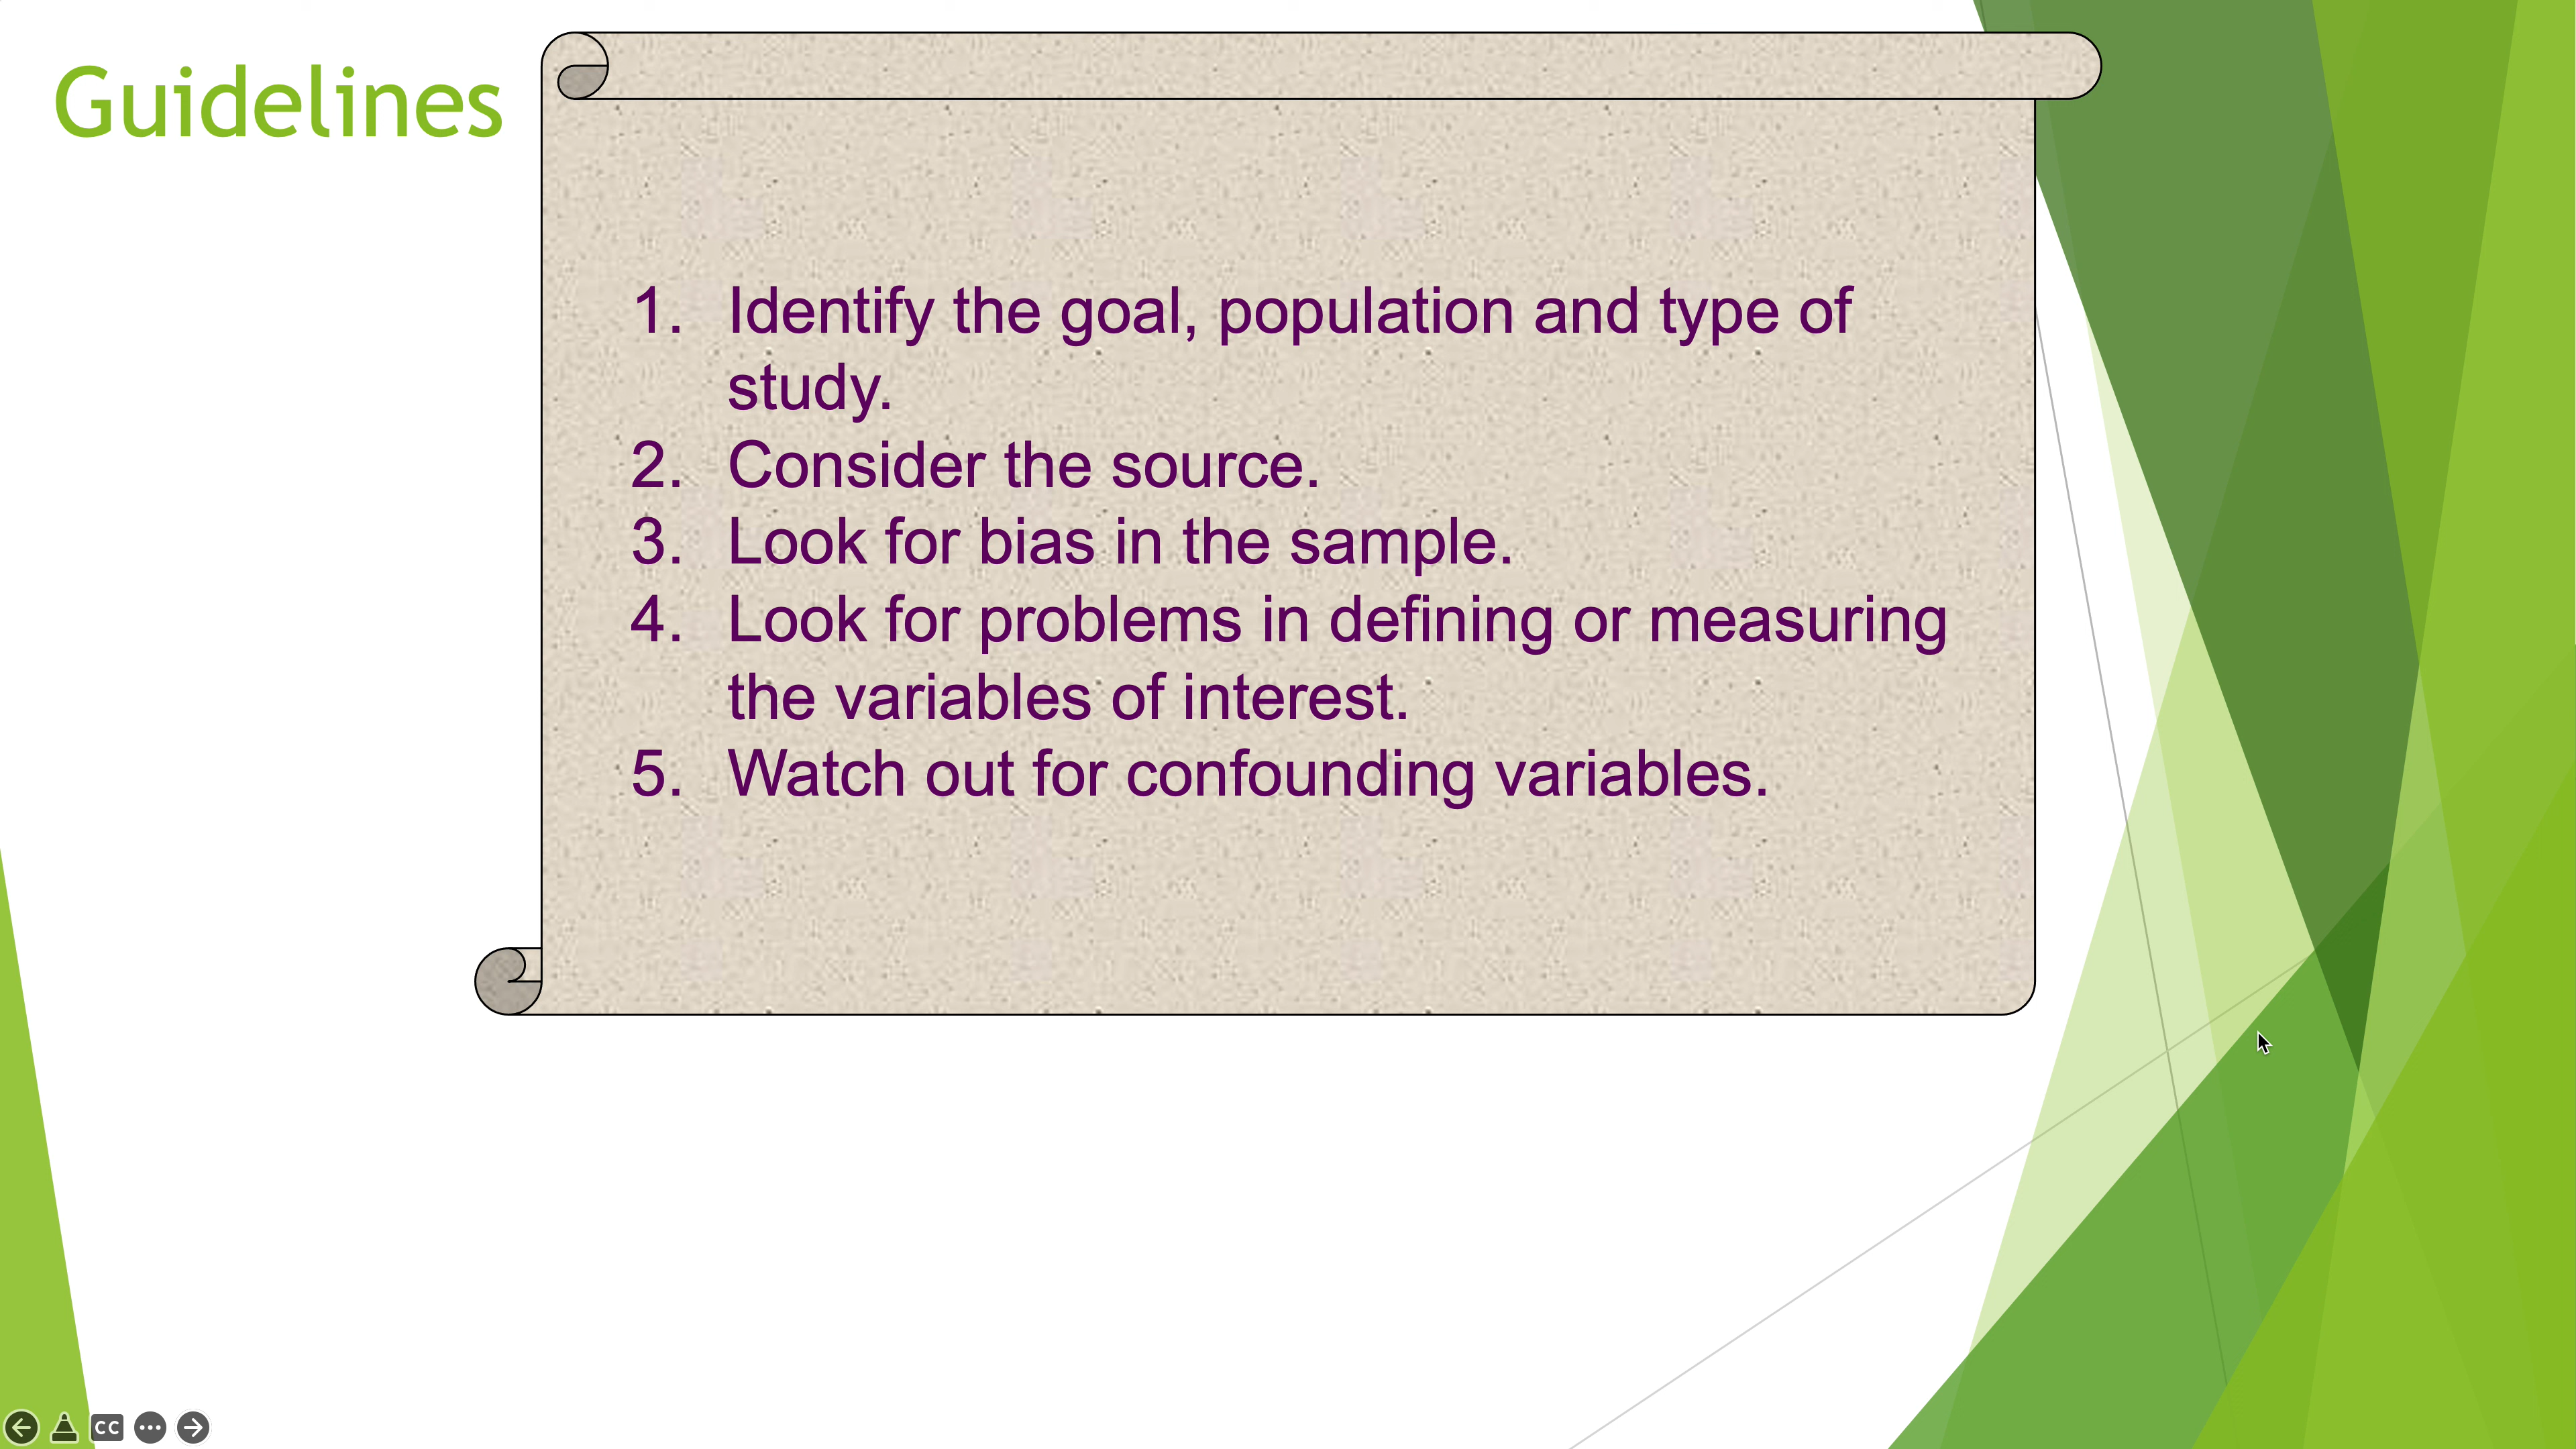 Guidelines
1. Identify the goal, population and type of
study.
2. Consider the source.
3. Look for bias in the sample.
4. Look for problems in defining or measuring
the variables of interest.
5. Watch out for confounding variables.
CC